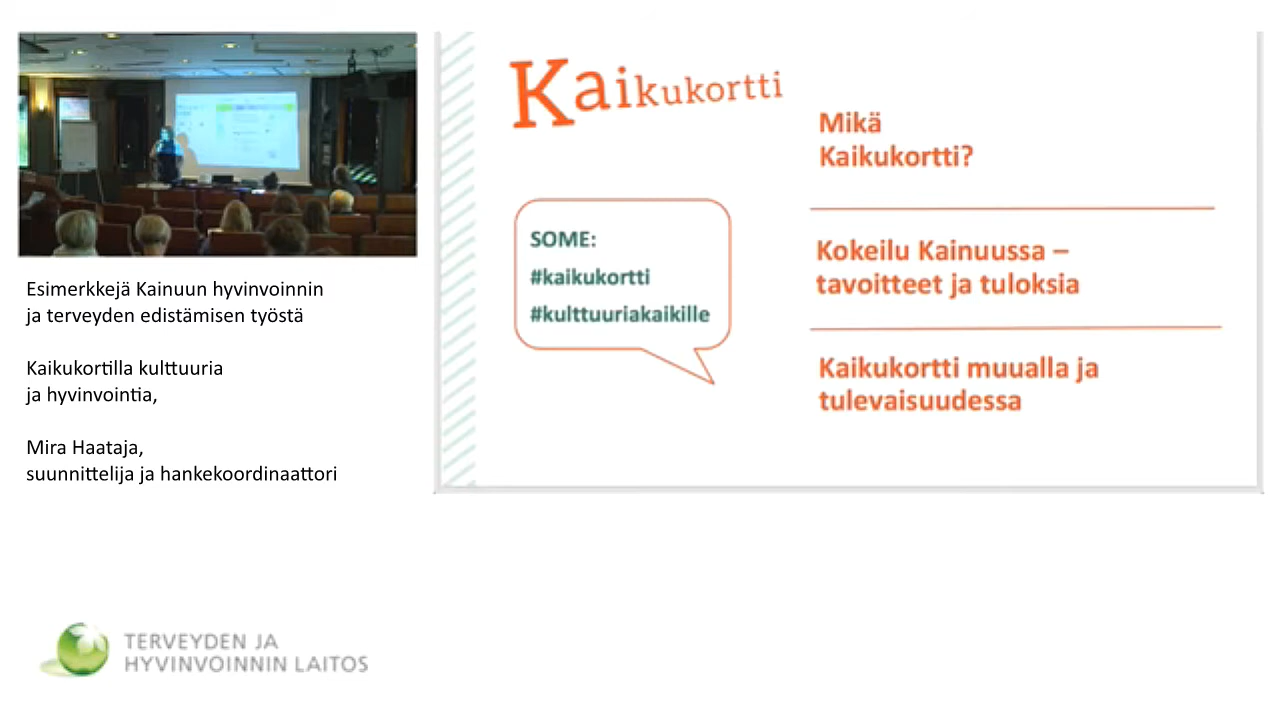 Esimerkkejä Kainuun hyvinvoinnin
ja terveyden edistämisen työstä
Kaikukortilla kulttuuria
ja hyvinvointia,
Mira Haataja,
suunnittelija ja hankekoordinaattori
Kaikukortti
SOME:
#kaikukortti
#kulttuuriakaikille
Mikä
Kaikukortti?
Kokeilu Kainuussa –
tavoitteet ja tuloksia
Kaikukortti muualla ja
tulevaisuudessa
TERVEYDEN JA
HYVINVOINNIN LAITOS